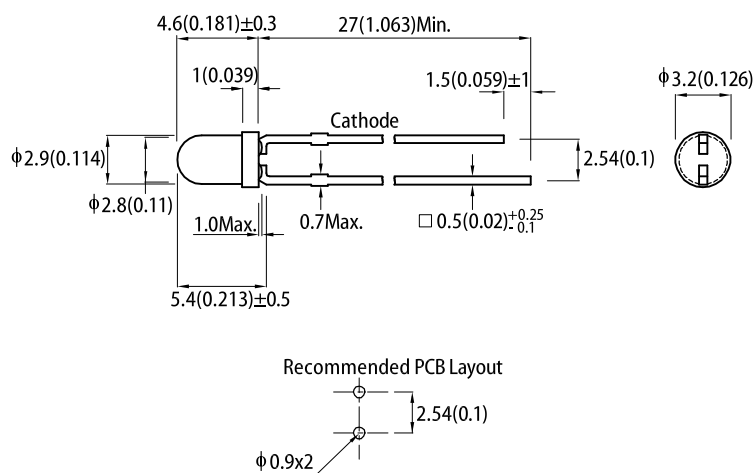 4.6(0.181)±0.3
27(1.063)Min.
1(0.039)
1.5(0.059)±1
ϕ3.2(0.126)
Cathode
ϕ2.9(0.114)
2.54(0.1)
ϕ2.8(0.11)
1.0Max.
0.7Max.
□ 0.5(0.02)+0.25 -0.1
5.4(0.213)±0.5
Recommended PCB Layout
2.54(0.1)
ϕ0.9x2